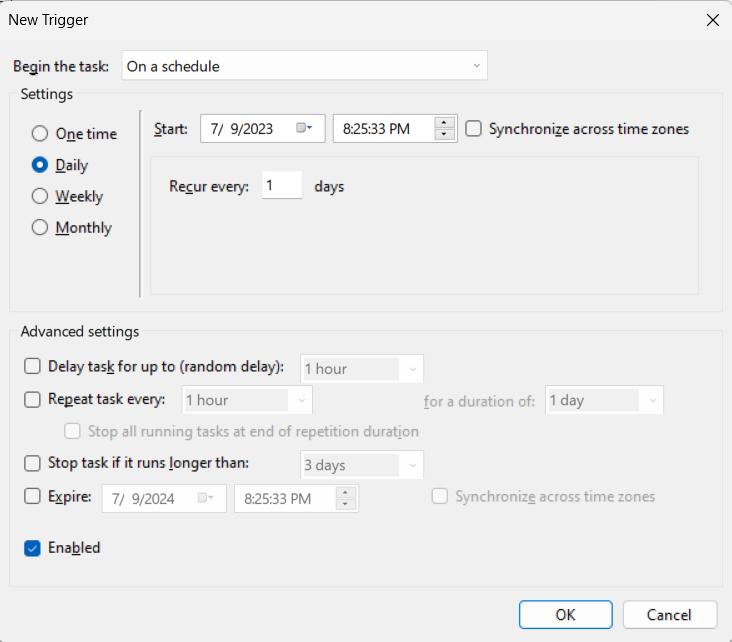 New Trigger
Begin the task: On a schedule
Settings
One time
Daily
Weekly
Monthly
Start: 7/ 9/2023 8:25:33 PM Synchronize across time zones
Recur every: 1 days
Advanced settings
Delay task for up to (random delay): 1 hour
Repeat task every: 1 hour for a duration of: 1 day
Stop all running tasks at end of repetition duration
Stop task if it runs longer than: 3 days
Expire: 7/ 9/2024 8:25:33 PM Synchronize across time zones
Enabled
OK Cancel